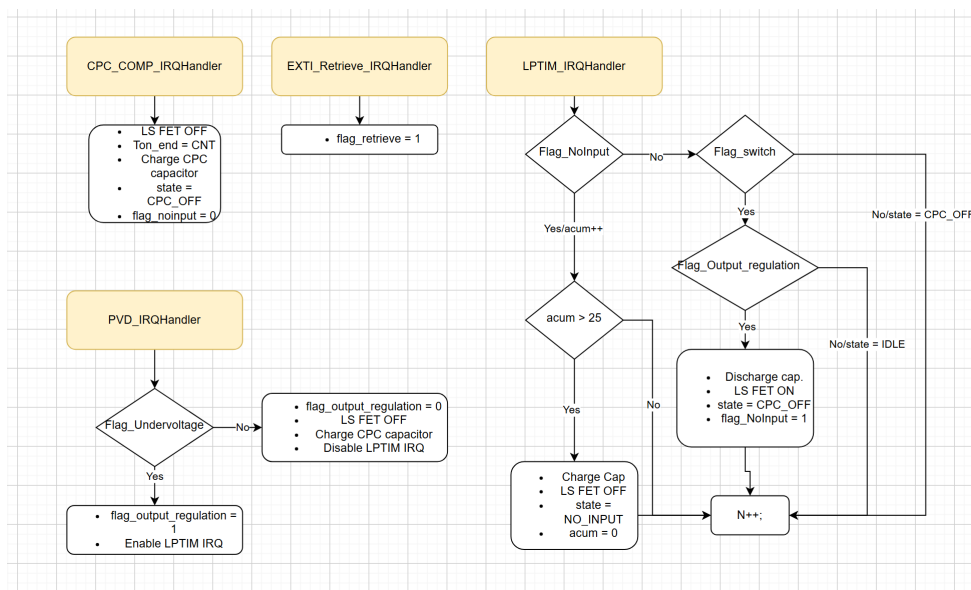 CPC_COMP_IRQHandler
EXTI_Retrieve_IRQHandler
LPTIM_IRQHandler
LS FET OFF
Ton_end = CNT
Charge CPC
capacitor
state =
CPC_OFF
flag_noinput = 0
flag_retrieve = 1
Flag_NoInput
No
Flag_switch
Yes
No/state = CPC_OFF
Yes/acum++
Flag_Output_regulation
PVD_IRQHandler
acum > 25
Yes
No/state = IDLE
Discharge cap.
LS FET ON
state = CPC_OFF
flag_NoInput = 1
Flag_Undervoltage
No
flag_output_regulation = 0
LS FET OFF
Charge CPC capacitor
Disable LPTIM IRQ
Yes
No
Yes
flag_output_regulation =
1
Enable LPTIM IRQ
Charge Cap
LS FET OFF
state =
NO_INPUT
acum = 0
N++;